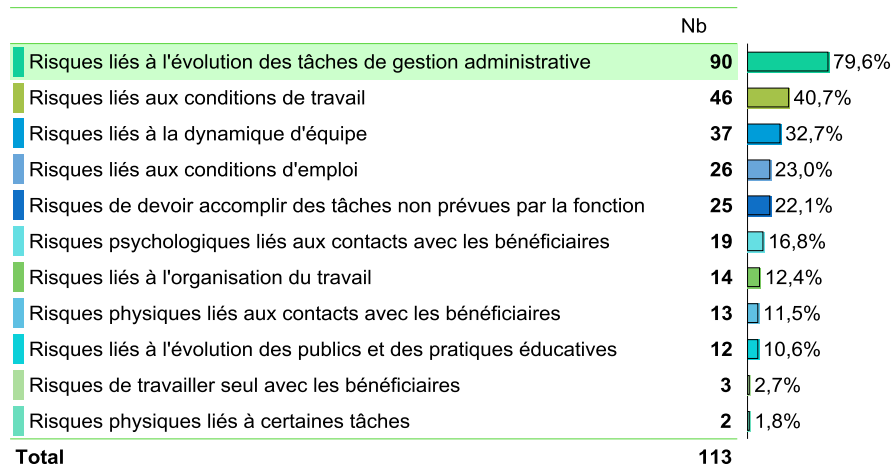 Nb
Risques liés à l'évolution des tâches de gestion administrative 90 79,6%
Risques liés aux conditions de travail 46 40,7%
Risques liés à la dynamique d'équipe 37 32,7%
Risques liés aux conditions d'emploi 26 23,0%
Risques de devoir accomplir des tâches non prévues par la fonction 25 22,1%
Risques psychologiques liés aux contacts avec les bénéficiaires 19 16,8%
Risques liés à l'organisation du travail 14 12,4%
Risques physiques liés aux contacts avec les bénéficiaires 13 11,5%
Risques liés à l'évolution des publics et des pratiques éducatives 12 10,6%
Risques de travailler seul avec les bénéficiaires 3 2,7%
Risques physiques liés à certaines tâches 2 1,8%
Total 113